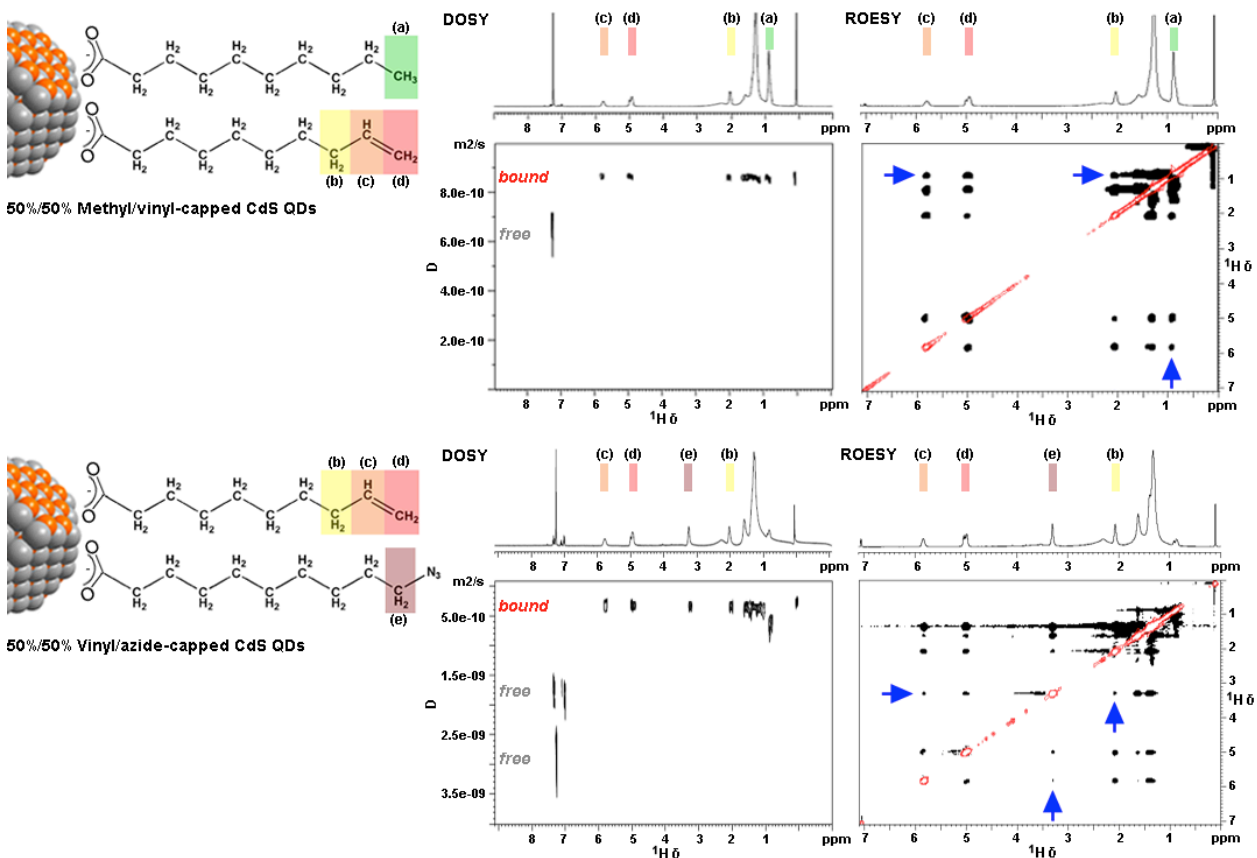 (a)
H2 H2 H2 H2 H2
O C C C C C
C C C C C CH3
O H2 H2 H2 H2 H2
H2 H2 H2 H2 H
O C C C C C
C C C C C CH2
O H2 H2 H2 H2 H2
(b) (c) (d)
50%/50% Methyl/vinyl-capped CdS QDs
DOSY
(c) (d) (b) (a)
8 7 6 5 4 3 2 1 ppm
m2/s
bound
8.0e-10
free
6.0e-10
D
4.0e-10
2.0e-10
8 7 6 5 4 3 2 1 ppm
1H δ
ROESY
(c) (d) (b) (a)
7 6 5 4 3 2 1 ppm
1
2
3
1H δ
4
5
6
7
7 6 5 4 3 2 1 ppm
1H δ
(b) (c) (d)
H2 H2 H2 H2 H
O C C C C C
C C C C C CH2
O H2 H2 H2 H2 H2
H2 H2 H2 H2 H2
O C C C C C N3
C C C C C C
O H2 H2 H2 H2 H2 H2
(e)
50%/50% Vinyl/azide-capped CdS QDs
DOSY
(c) (d) (e) (b)
8 7 6 5 4 3 2 1 ppm
m2/s
bound
5.0e-10
1.5e-09
free
D
2.5e-09
free
3.5e-09
8 7 6 5 4 3 2 1 ppm
1H δ
ROESY
(c) (d) (e) (b)
7 6 5 4 3 2 1 ppm
1
2
3
1H δ
4
5
6
7
7 6 5 4 3 2 1 ppm
1H δ